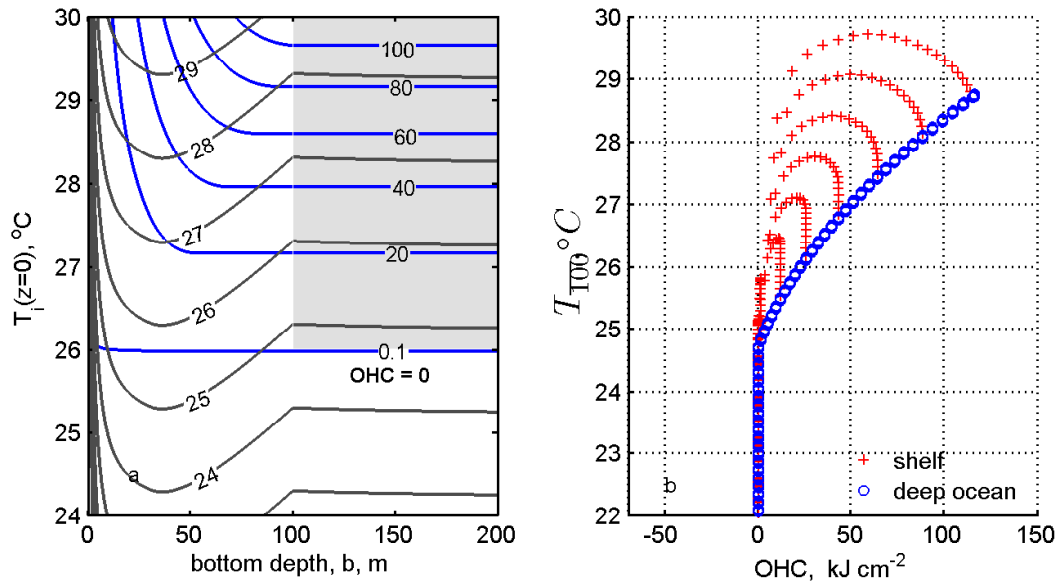 30
29
28
27
26
25
24
T_i(z=0), °C
100
29
80
28
60
40
27
20
26
0.1
OHC = 0
25
a
24
0 50 100 150 200
bottom depth, b, m
30
29
28
27
26
25
24
23
22
T_100 °C
+ shelf
b
o deep ocean
-50 0 50 100 150
OHC, kJ cm⁻²